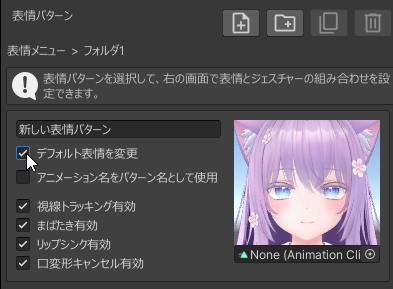 表情パターン
表情メニュー > フォルダ1
表情パターンを選択して、右の画面で表情とジェスチャーの組み合わせを設
定できます。
新しい表情パターン
デフォルト表情を変更
アニメーション名をパターン名として使用
視線トラッキング有効
まばたき有効
リップシンク有効
口変形キャンセル有効
None (Animation Cli